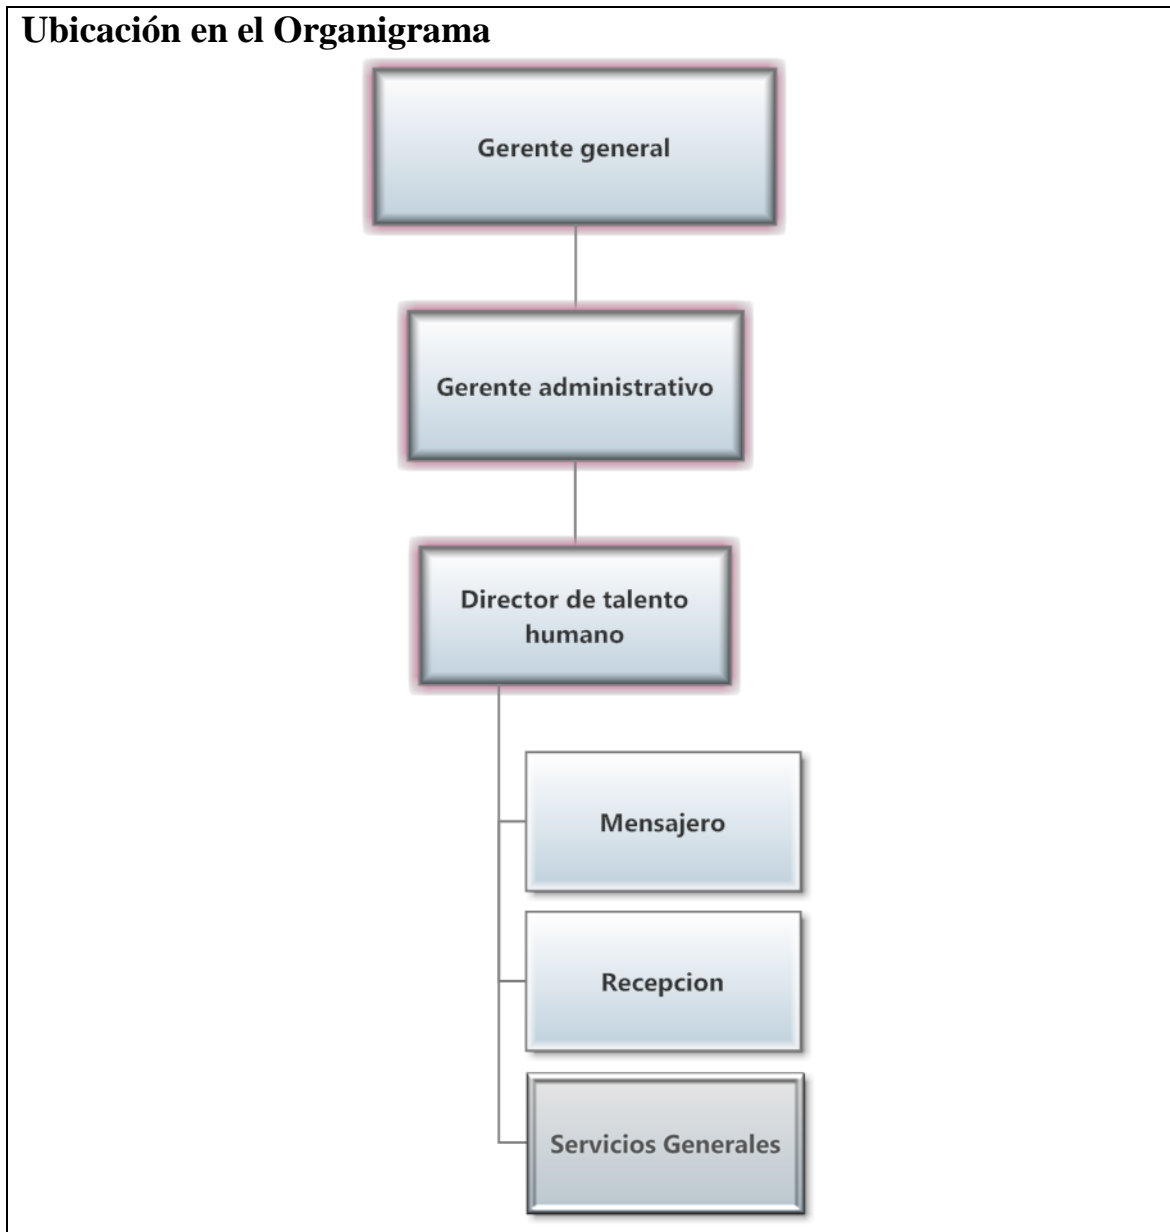 Ubicación en el Organigrama
Gerente general
Gerente administrativo
Director de talento
humano
Mensajero
Recepcion
Servicios Generales